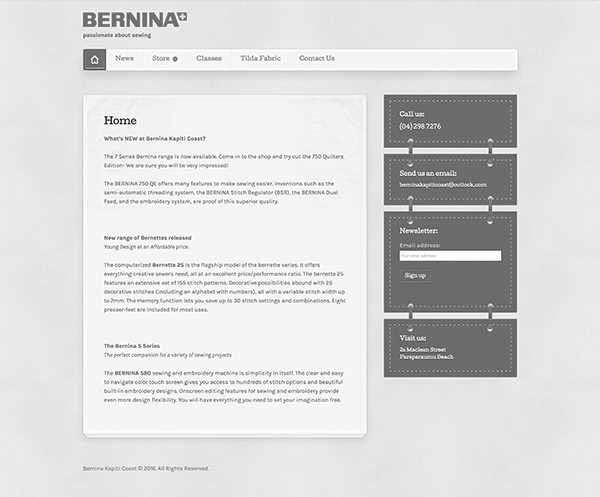 BERNINA+
passionate about sewing
News
Store
Classes
Tilda Fabric
Contact Us
Home
What's NEW at Bernina Kapiti Coast?
The 7 Series Bernina range is now available. Come in to the shop and try out the 750 Quilters
Edition- We are sure you will be very impressed!
The BERNINA 750 QE offers many features to make sewing easier. Inventions such as the
semi-automatic threading system, the BERNINA Stitch Regulator (BSR), the BERNINA Dual
Feed, and the embroidery system, are proof of this superior quality.
New range of Bernettes released
Young Design at an Affordable price.
The computerized Bernette 25 is the flagship model of the bernette series. It offers
everything creative sewers need, all at an excellent price/performance ratio. The bernette 25
features an extensive set of 155 stitch patterns. Decorative possibilities abound with 25
decorative stitches (including an alphabet with numbers), all with a variable stitch width up
to 7mm. The memory function lets you save up to 30 stitch settings and combinations. Eight
presser-feet are included for most uses.
The Bernina 5 Series
The perfect companion for a variety of sewing projects
The BERNINA 580 sewing and embroidery machine is simplicity in itself. The clear and easy
to navigate color touch screen gives you access to hundreds of stitch options and beautiful
built-in embroidery designs. Onscreen editing features for sewing and embroidery provide
even more design flexibility. You will have everything you need to set your imagination free.
Call us:
(04) 298 7276
Send us an email:
berninakapiticoast@outlook.com
Newsletter:
Email address:
Your email address
Sign up
Visit us:
2a Maclean Street
Paraparaumu Beach
Bernina Kapiti Coast © 2016. All Rights Reserved.